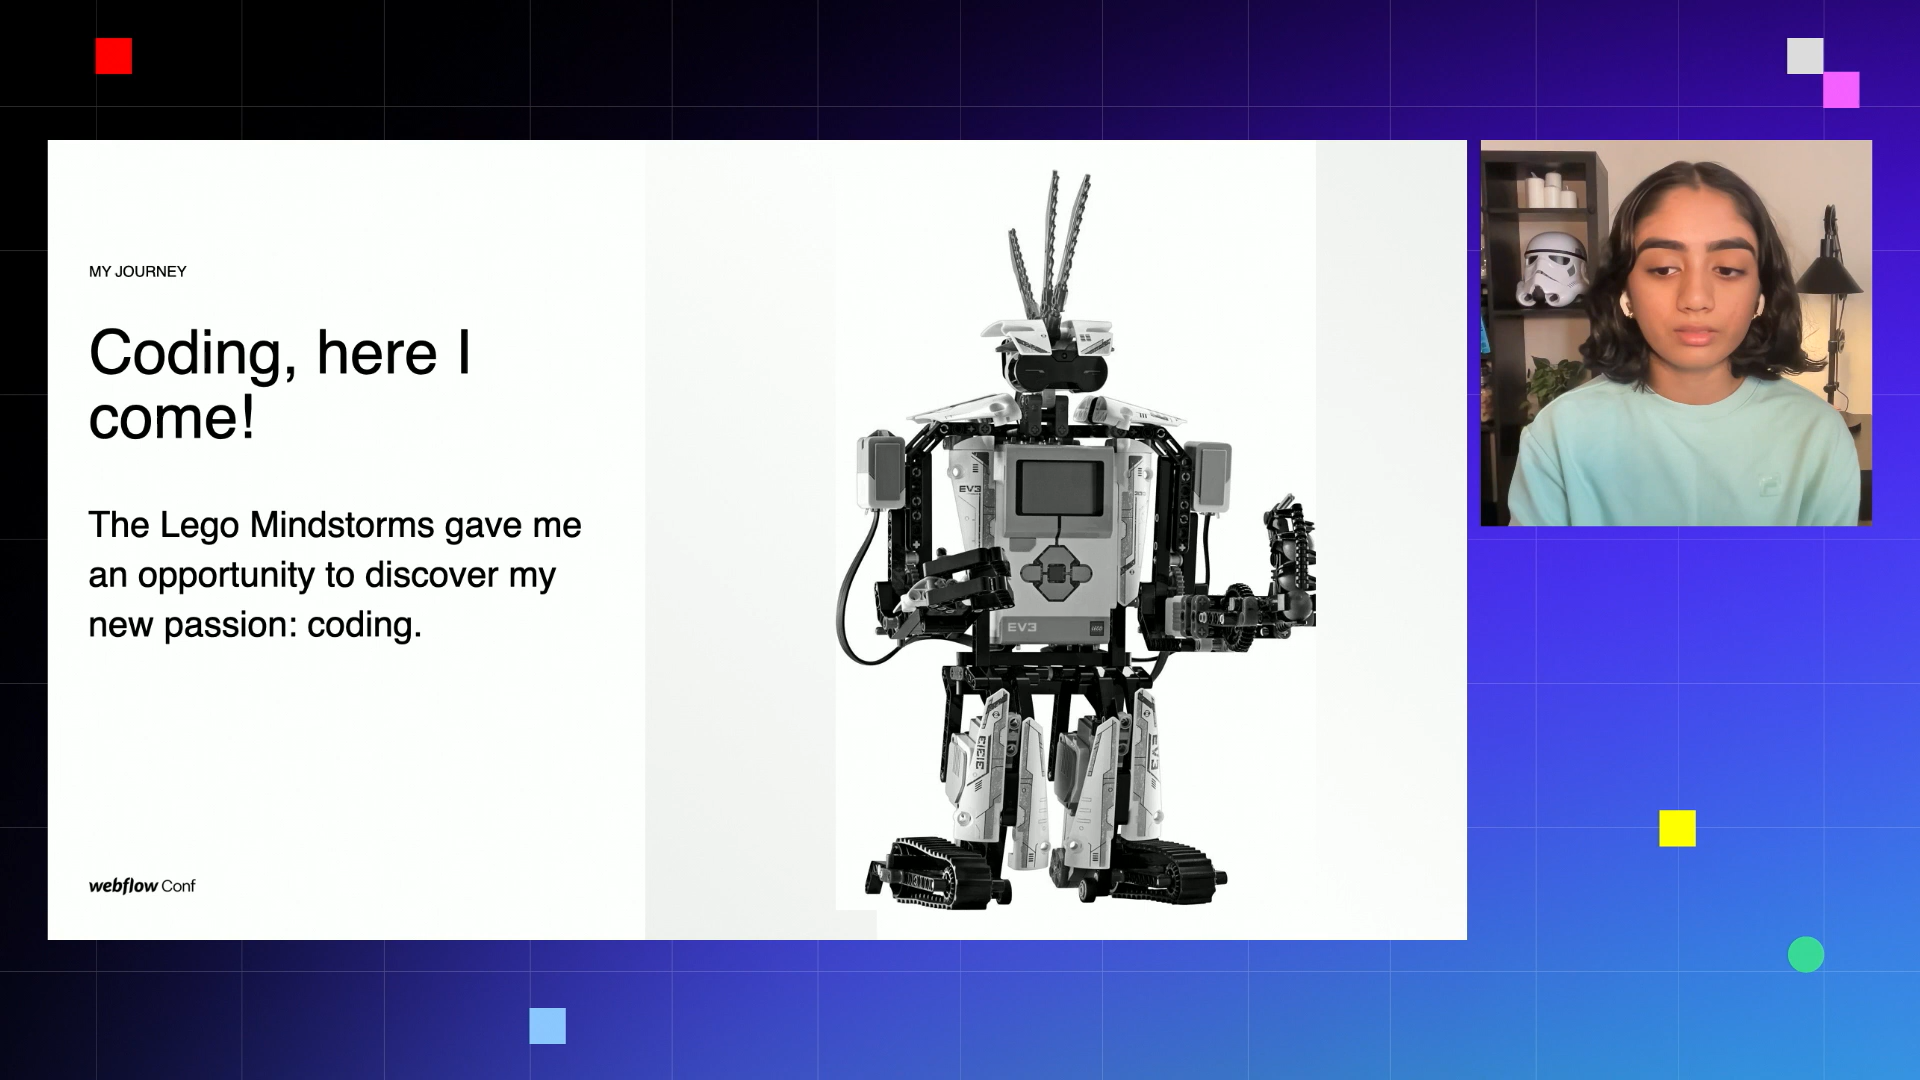 MY JOURNEY
Coding, here I
come!
The Lego Mindstorms gave me
an opportunity to discover my
new passion: coding.
webflow Conf
EV3
EV3
EV3
EV3